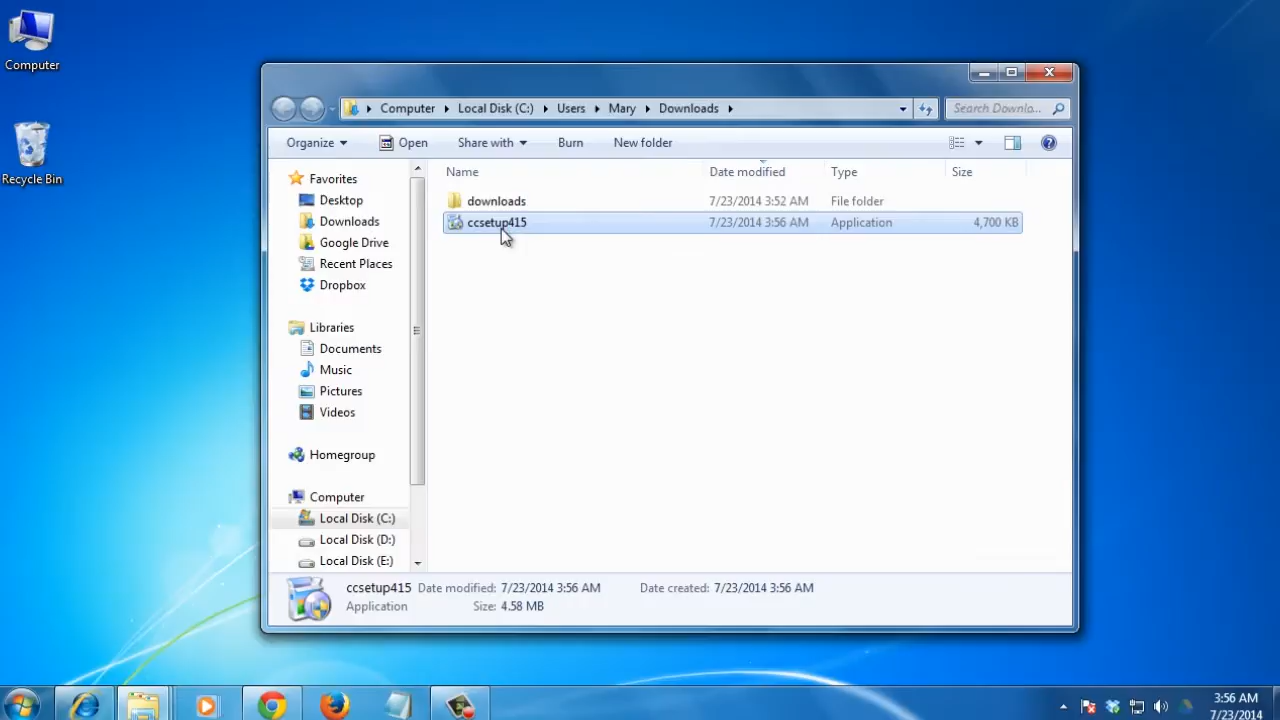 Computer
Recycle Bin
Computer Local Disk (C:) Users Mary Downloads
Search Downlo...
Organize Open Share with Burn New folder
Name Date modified Type Size
downloads 7/23/2014 3:52 AM File folder
ccsetup415 7/23/2014 3:56 AM Application 4,700 KB
Favorites
Desktop
Downloads
Google Drive
Recent Places
Dropbox
Libraries
Documents
Music
Pictures
Videos
Homegroup
Computer
Local Disk (C:)
Local Disk (D:)
Local Disk (E:)
ccsetup415 Date modified: 7/23/2014 3:56 AM Date created: 7/23/2014 3:56 AM
Application Size: 4.58 MB
3:56 AM
7/23/2014